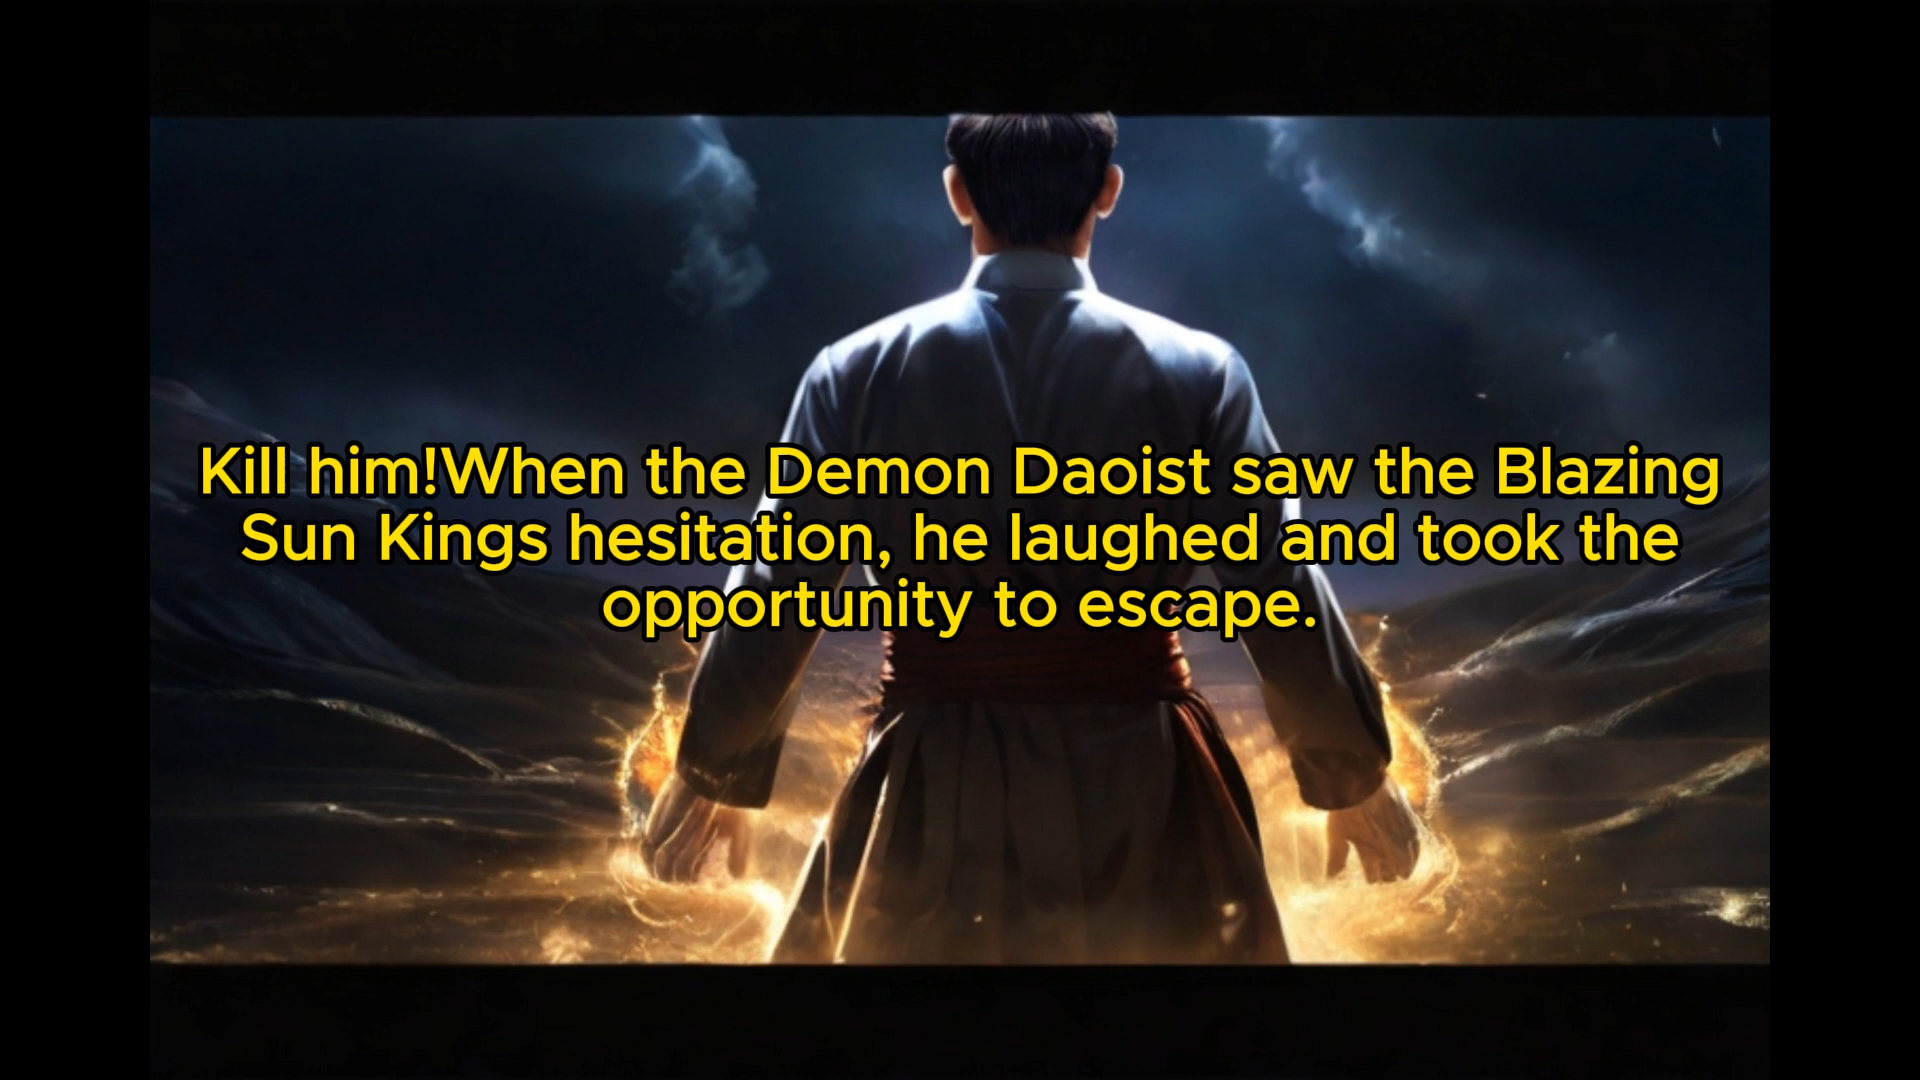 Kill him!When the Demon Daoist saw the Blazing
Sun Kings hesitation, he laughed and took the
opportunity to escape.